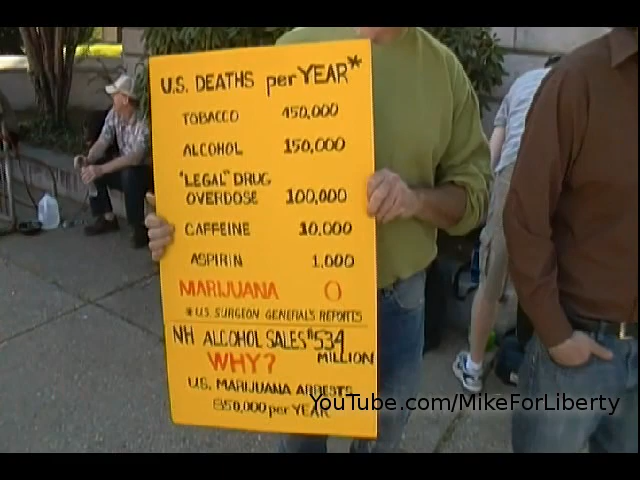 U.S. DEATHS per YEAR*
TOBACCO 450,000
ALCOHOL 150,000
"LEGAL" DRUG
OVERDOSE 100,000
CAFFEINE 10,000
ASPIRIN 1,000
MARIJUANA 0
*U.S. SURGEON GENERAL'S REPORTS
NH ALCOHOL SALES $534
MILLION
WHY?
U.S. MARIJUANA ARRESTS
850,000 per YEAR
YouTube.com/MikeForLiberty